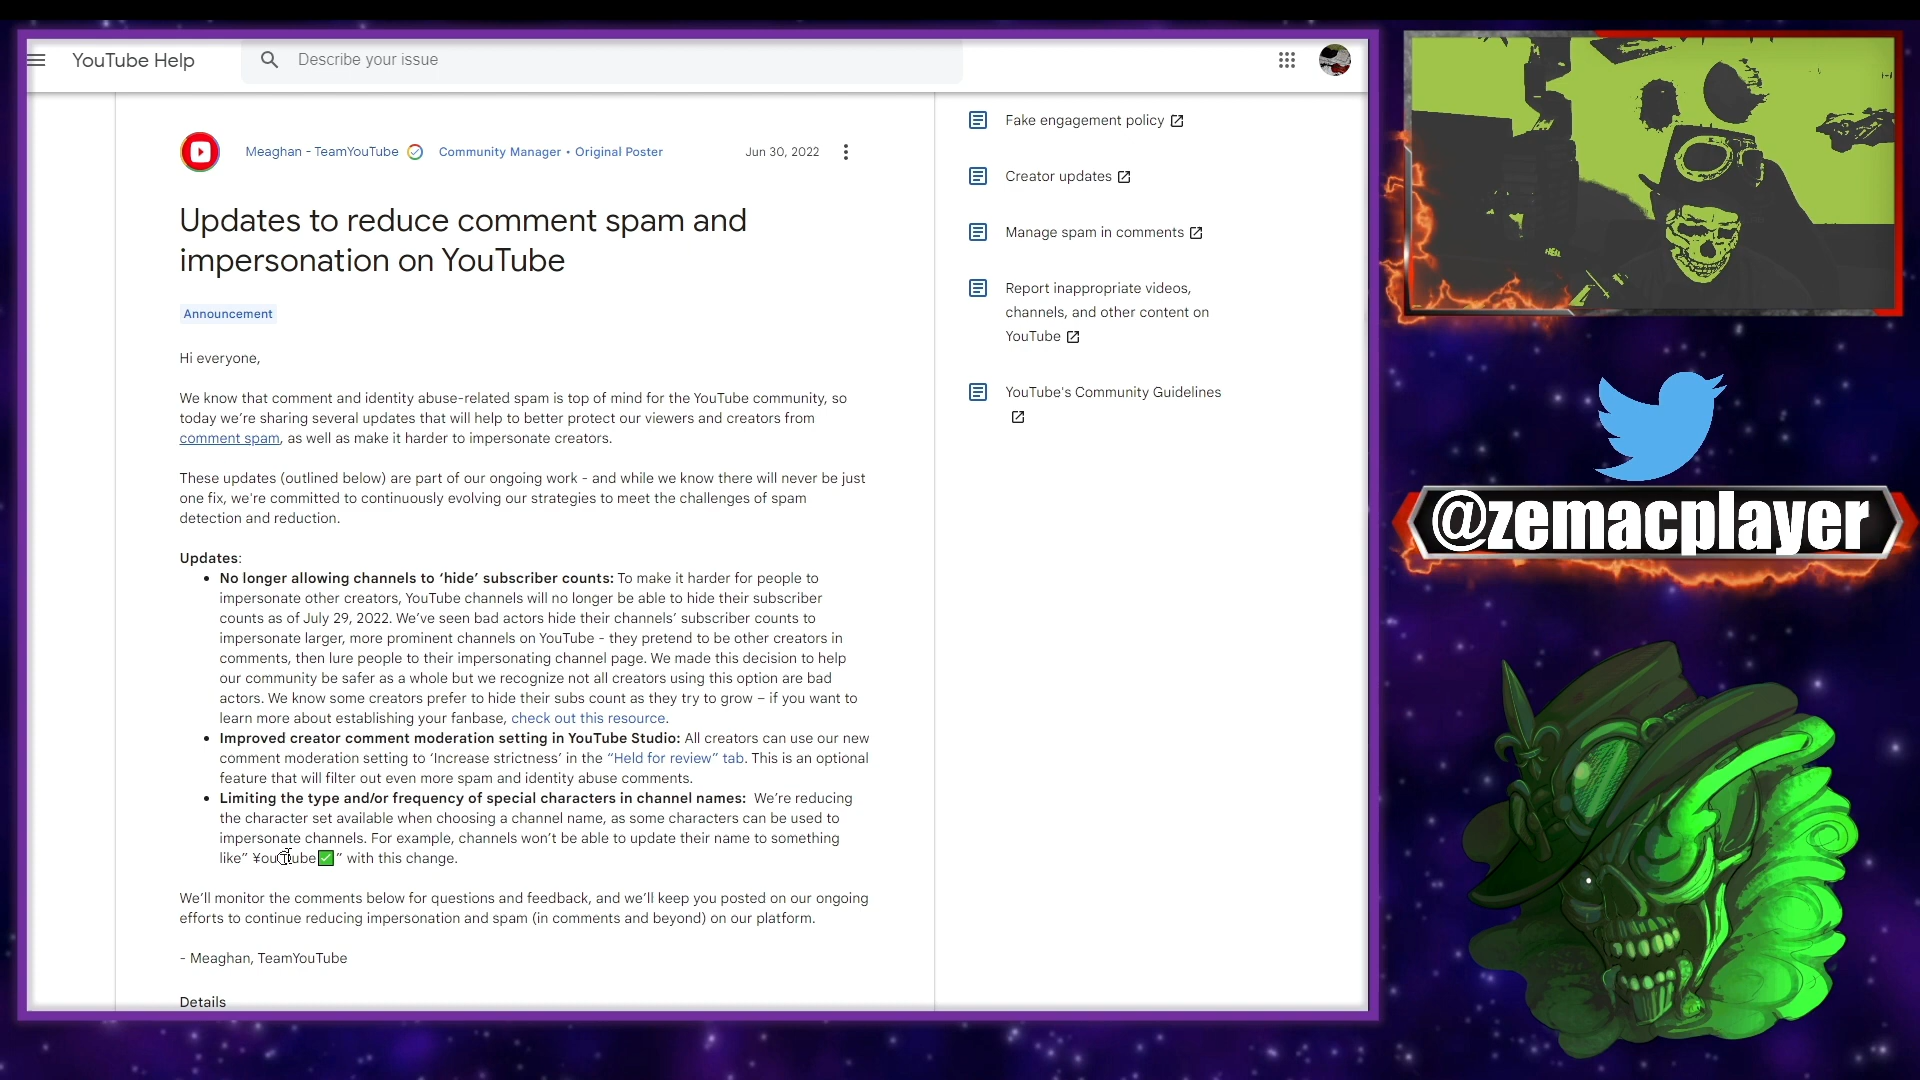 YouTube Help
Describe your issue
Meaghan - TeamYouTube Community Manager • Original Poster Jun 30, 2022
Updates to reduce comment spam and
impersonation on YouTube
Announcement
Hi everyone,
We know that comment and identity abuse-related spam is top of mind for the YouTube community, so
today we’re sharing several updates that will help to better protect our viewers and creators from
comment spam, as well as make it harder to impersonate creators.
These updates (outlined below) are part of our ongoing work - and while we know there will never be just
one fix, we're committed to continuously evolving our strategies to meet the challenges of spam
detection and reduction.
Updates:
• No longer allowing channels to ‘hide’ subscriber counts: To make it harder for people to
impersonate other creators, YouTube channels will no longer be able to hide their subscriber
counts as of July 29, 2022. We’ve seen bad actors hide their channels’ subscriber counts to
impersonate larger, more prominent channels on YouTube - they pretend to be other creators in
comments, then lure people to their impersonating channel page. We made this decision to help
our community be safer as a whole but we recognize not all creators using this option are bad
actors. We know some creators prefer to hide their subs count as they try to grow – if you want to
learn more about establishing your fanbase, check out this resource.
• Improved creator comment moderation setting in YouTube Studio: All creators can use our new
comment moderation setting to ‘Increase strictness’ in the “Held for review” tab. This is an optional
feature that will filter out even more spam and identity abuse comments.
• Limiting the type and/or frequency of special characters in channel names: We’re reducing
the character set available when choosing a channel name, as some characters can be used to
impersonate channels. For example, channels won’t be able to update their name to something
like” ¥ouTube✅” with this change.
We’ll monitor the comments below for questions and feedback, and we’ll keep you posted on our ongoing
efforts to continue reducing impersonation and spam (in comments and beyond) on our platform.
- Meaghan, TeamYouTube
Details
Fake engagement policy
Creator updates
Manage spam in comments
Report inappropriate videos,
channels, and other content on
YouTube
YouTube's Community Guidelines
@zemacplayer